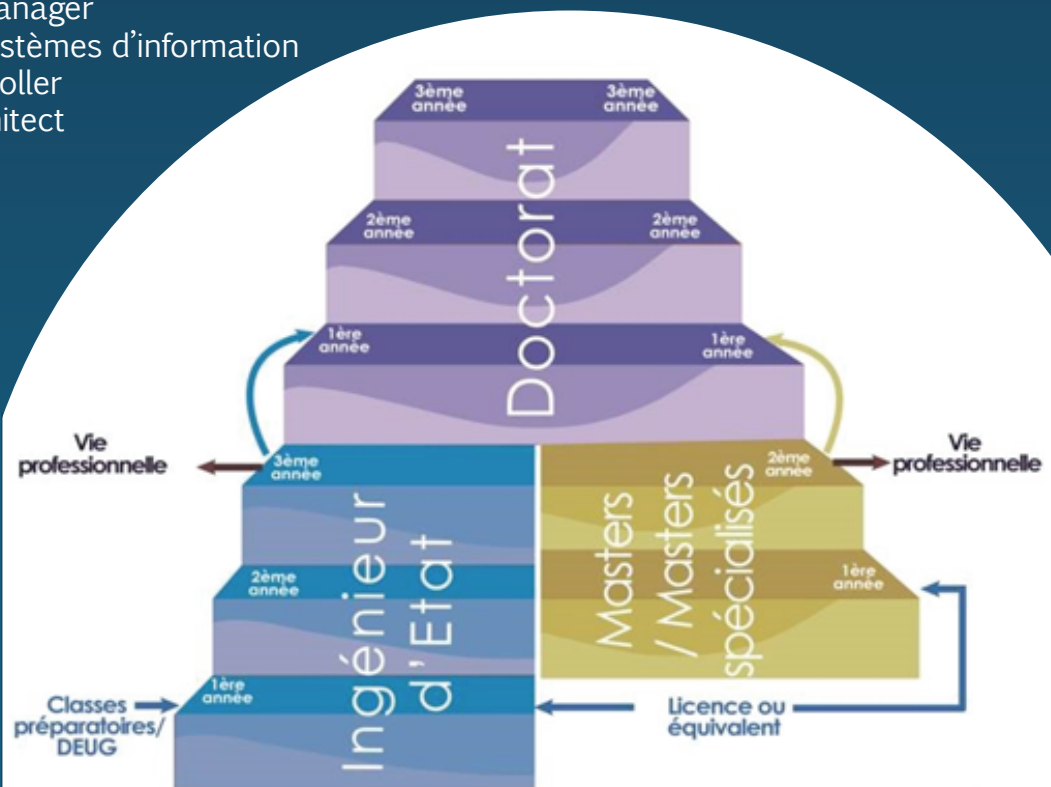 anager
stèmes d'information
oller
itect
3ème
année
3ème
année
2ème
année
2ème
année
1ère
année
1ère
année
Doctorat
Vie
professionnelle
3ème
année
2ème
année
Vie
professionnelle
2ème
année
1ère
année
Ingénieur
d'Etat
Masters
/ Masters
spécialisés
1ère
année
Classes
préparatoires/
DEUG
Licence ou
équivalent